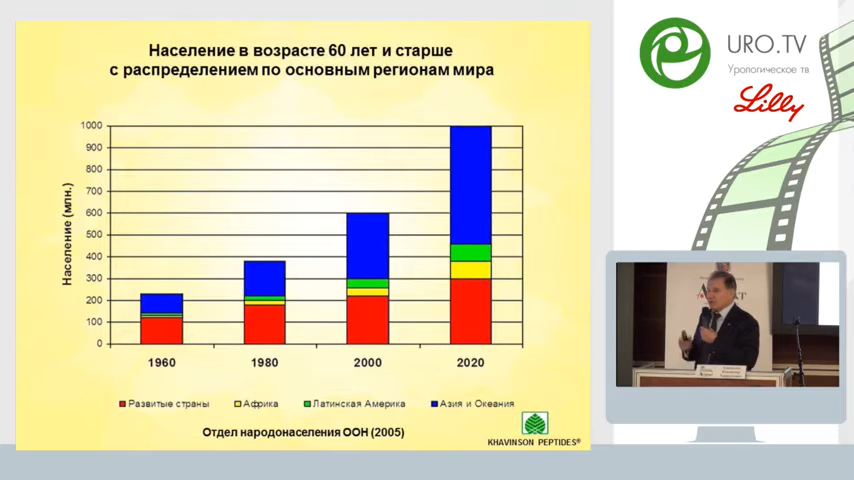 Население в возрасте 60 лет и старше
с распределением по основным регионам мира
Население (млн.)
1000
900
800
700
600
500
400
300
200
100
0
1960
1980
2000
2020
Развитые страны
Африка
Латинская Америка
Азия и Океания
Отдел народонаселения ООН (2005)
KHAVINSON PEPTIDES®
URO.TV
Урологическое тв
Lilly